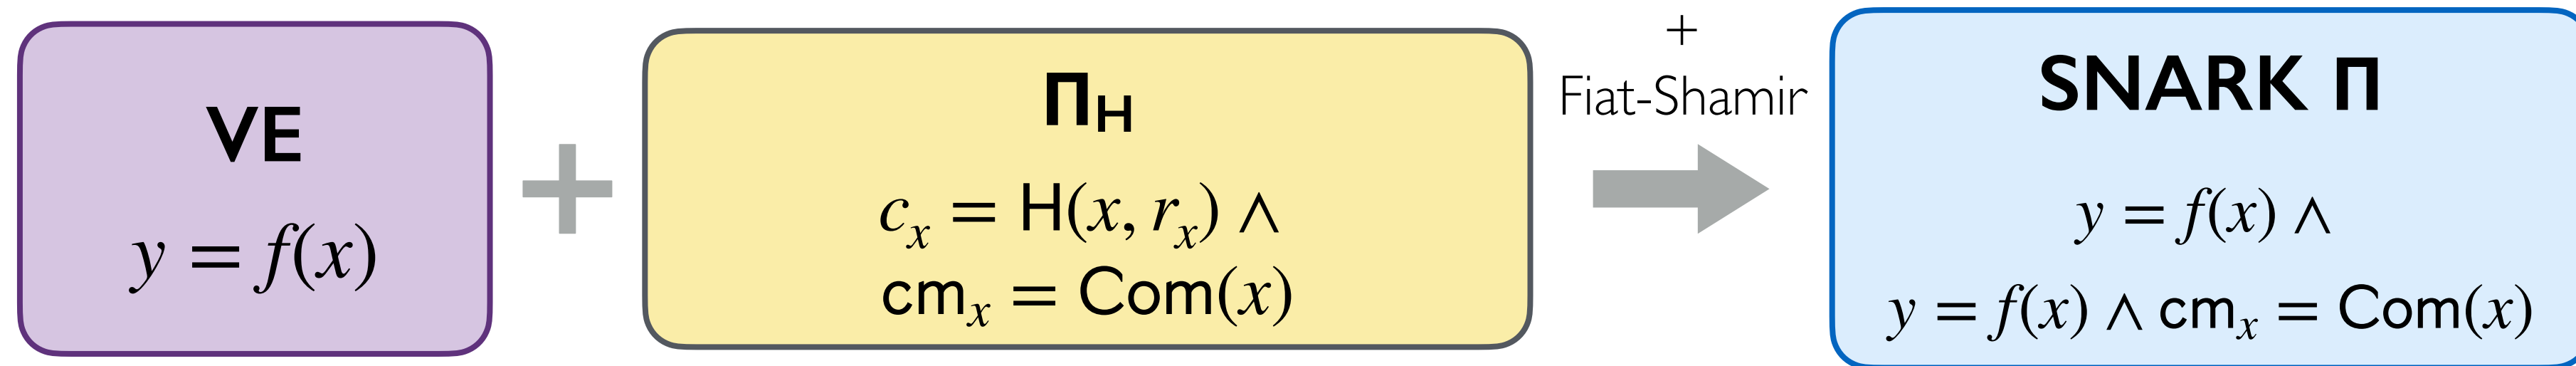 VE
y = f(x)
+
Π_H
c_x = H(x, r_x) ∧
cm_x = Com(x)
+
Fiat-Shamir
SNARK Π
y = f(x) ∧
y = f(x) ∧ cm_x = Com(x)